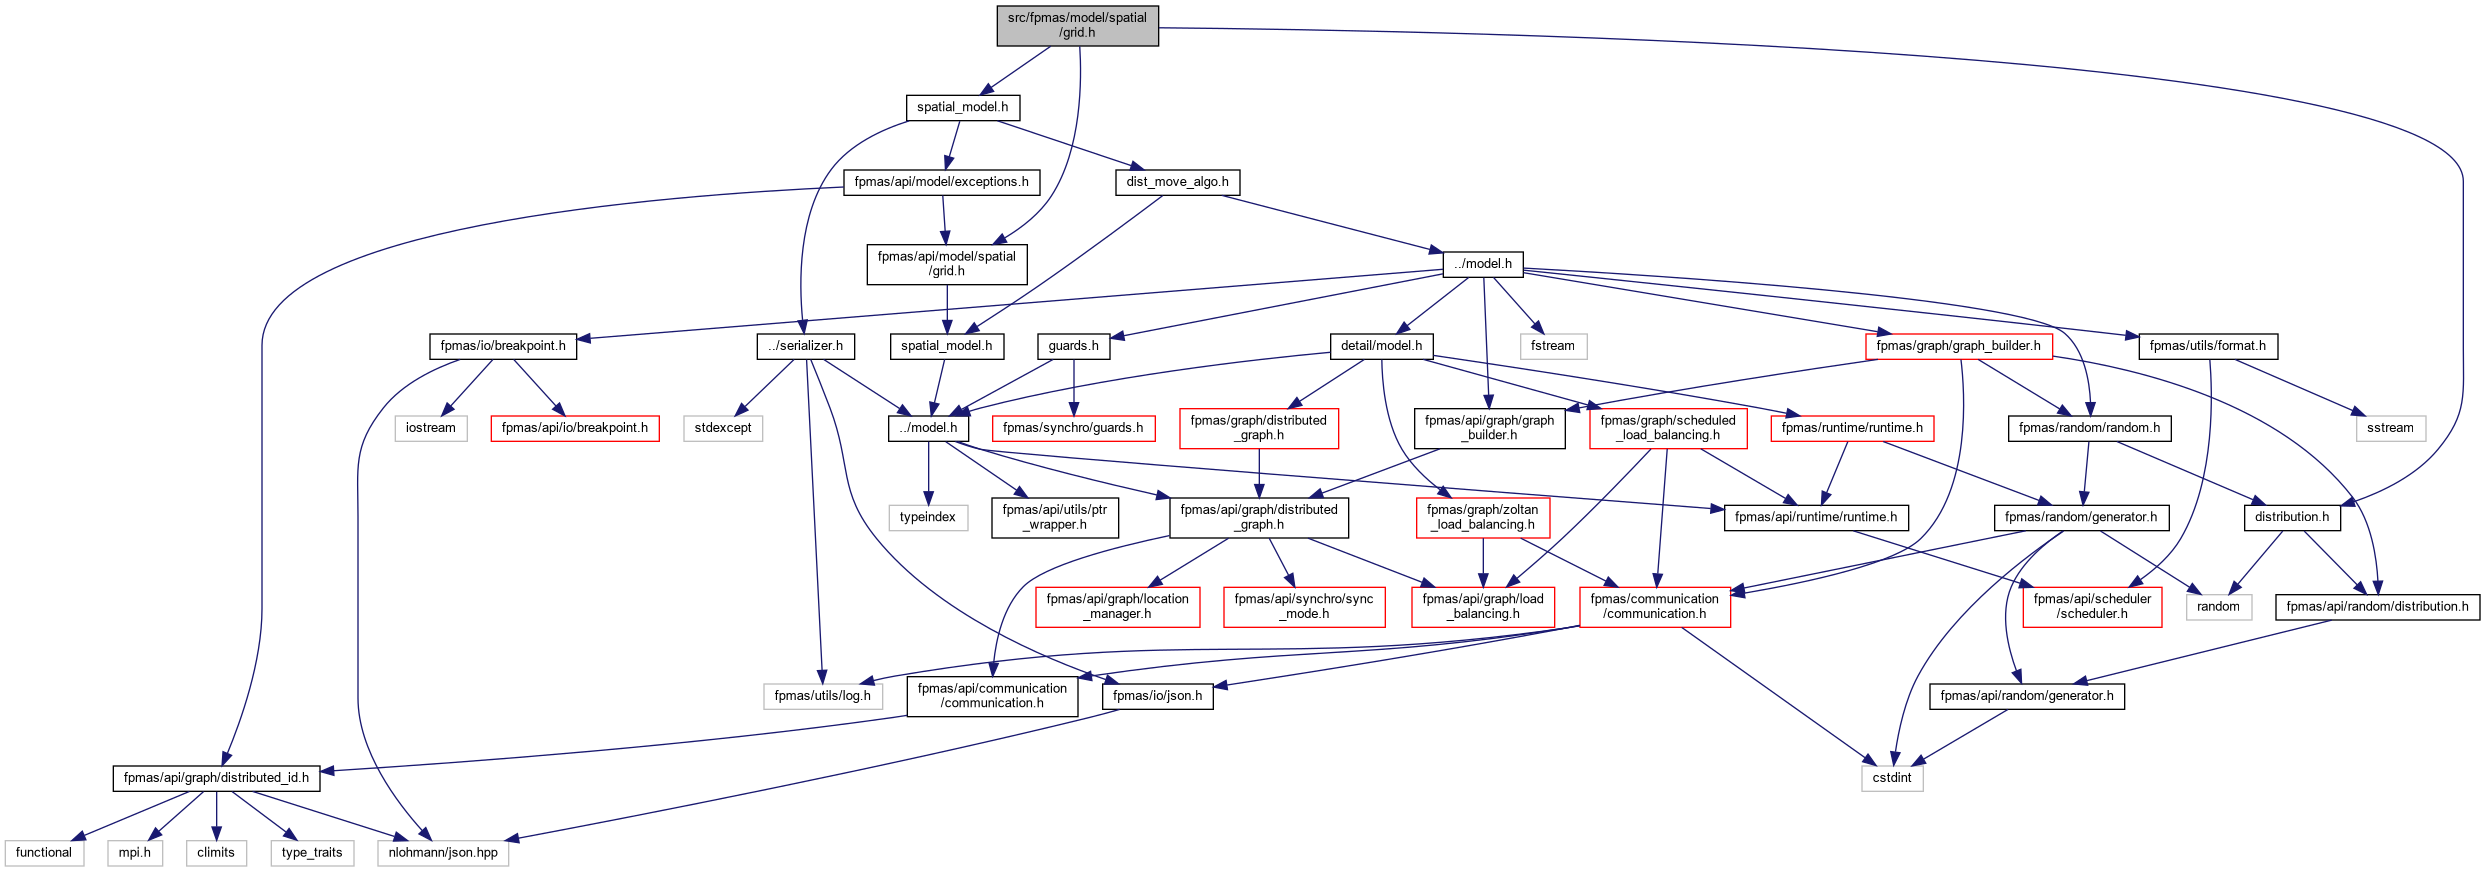 src/fpmas/model/spatial
/grid.h
spatial_model.h
fpmas/api/model/exceptions.h
dist_move_algo.h
fpmas/api/model/spatial
/grid.h
../model.h
fpmas/io/breakpoint.h
../serializer.h
spatial_model.h
guards.h
detail/model.h
fstream
fpmas/graph/graph_builder.h
fpmas/utils/format.h
iostream
fpmas/api/io/breakpoint.h
stdexcept
../model.h
fpmas/synchro/guards.h
fpmas/graph/distributed
_graph.h
fpmas/api/graph/graph
_builder.h
fpmas/graph/scheduled
_load_balancing.h
fpmas/runtime/runtime.h
fpmas/random/random.h
sstream
typeindex
fpmas/api/utils/ptr
_wrapper.h
fpmas/api/graph/distributed
_graph.h
fpmas/graph/zoltan
_load_balancing.h
fpmas/api/runtime/runtime.h
fpmas/random/generator.h
distribution.h
fpmas/api/graph/location
_manager.h
fpmas/api/synchro/sync
_mode.h
fpmas/api/graph/load
_balancing.h
fpmas/communication
/communication.h
fpmas/api/scheduler
/scheduler.h
random
fpmas/api/random/distribution.h
fpmas/utils/log.h
fpmas/api/communication
/communication.h
fpmas/io/json.h
fpmas/api/random/generator.h
fpmas/api/graph/distributed_id.h
cstdint
functional
mpi.h
climits
type_traits
nlohmann/json.hpp